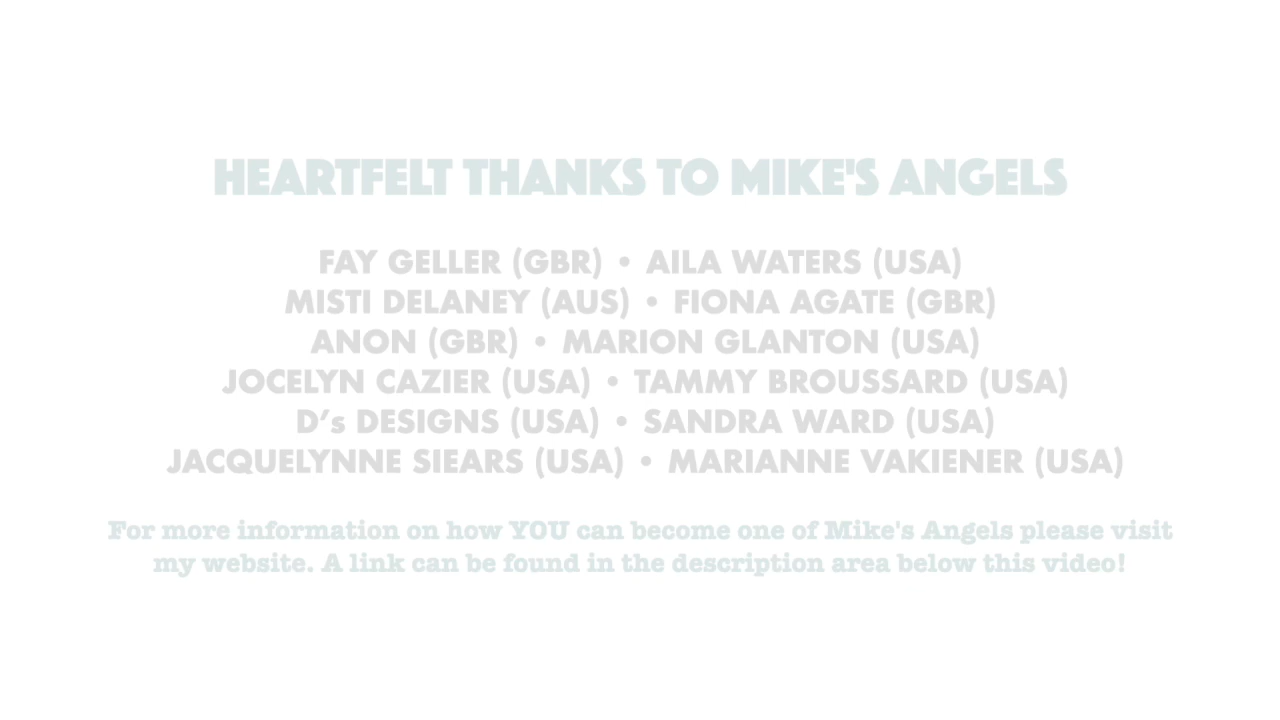 HEARTFELT THANKS TO MIKE'S ANGELS
FAY GELLER (GBR) • AILA WATERS (USA)
MISTI DELANEY (AUS) • FIONA AGATE (GBR)
ANON (GBR) • MARION GLANTON (USA)
JOCELYN CAZIER (USA) • TAMMY BROUSSARD (USA)
D’s DESIGNS (USA) • SANDRA WARD (USA)
JACQUELYNNE SIEARS (USA) • MARIANNE VAKIENER (USA)
For more information on how YOU can become one of Mike's Angels please visit
my website. A link can be found in the description area below this video!